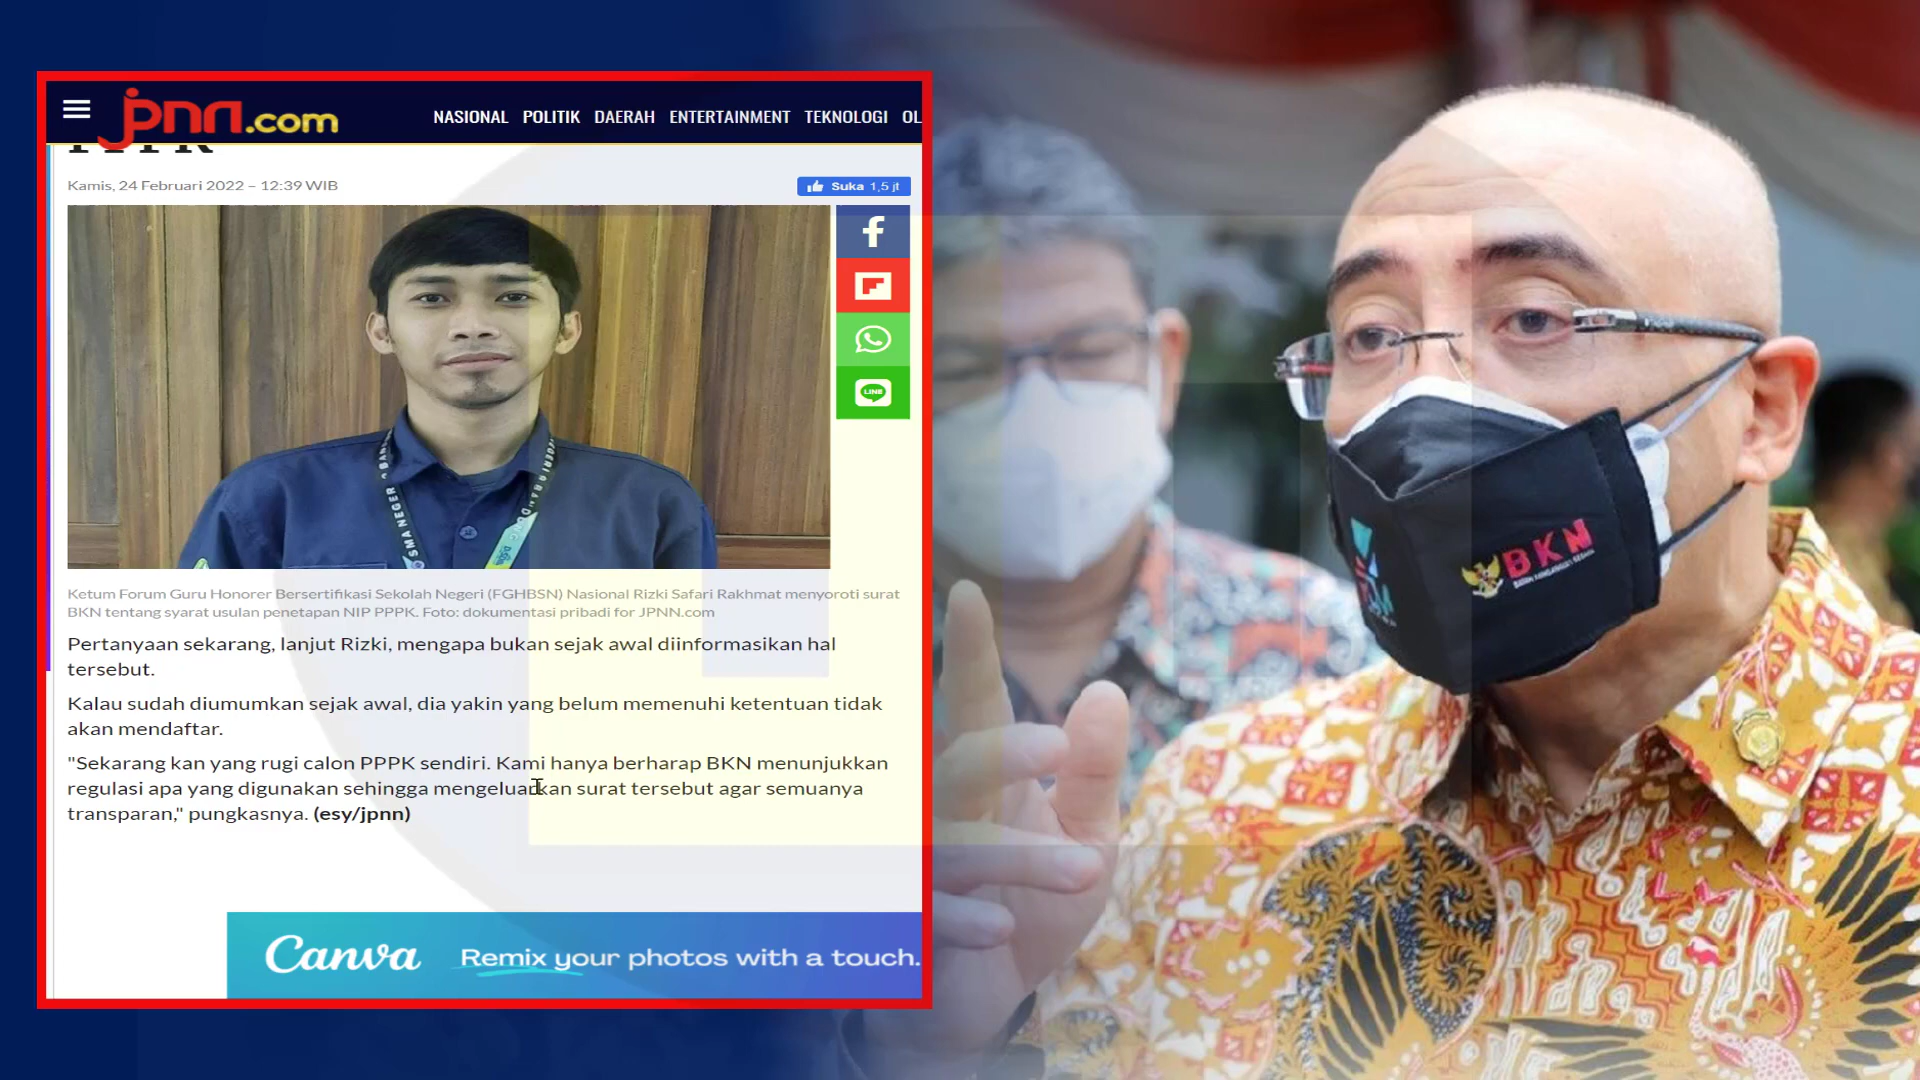 jpnn.com
NASIONAL POLITIK DAERAH ENTERTAINMENT TEKNOLOGI OL
PPPK
Kamis, 24 Februari 2022 – 12:39 WIB
Suka 1,5 jt
LINE
SMA NEGER
Ketum Forum Guru Honorer Bersertifikasi Sekolah Negeri (FGHBSN) Nasional Rizki Safari Rakhmat menyoroti surat
BKN tentang syarat usulan penetapan NIP PPPK. Foto: dokumentasi pribadi for JPNN.com
Pertanyaan sekarang, lanjut Rizki, mengapa bukan sejak awal diinformasikan hal
tersebut.
Kalau sudah diumumkan sejak awal, dia yakin yang belum memenuhi ketentuan tidak
akan mendaftar.
"Sekarang kan yang rugi calon PPPK sendiri. Kami hanya berharap BKN menunjukkan
regulasi apa yang digunakan sehingga mengeluarkan surat tersebut agar semuanya
transparan," pungkasnya. (esy/jpnn)
Canva Remix your photos with a touch.
BKN